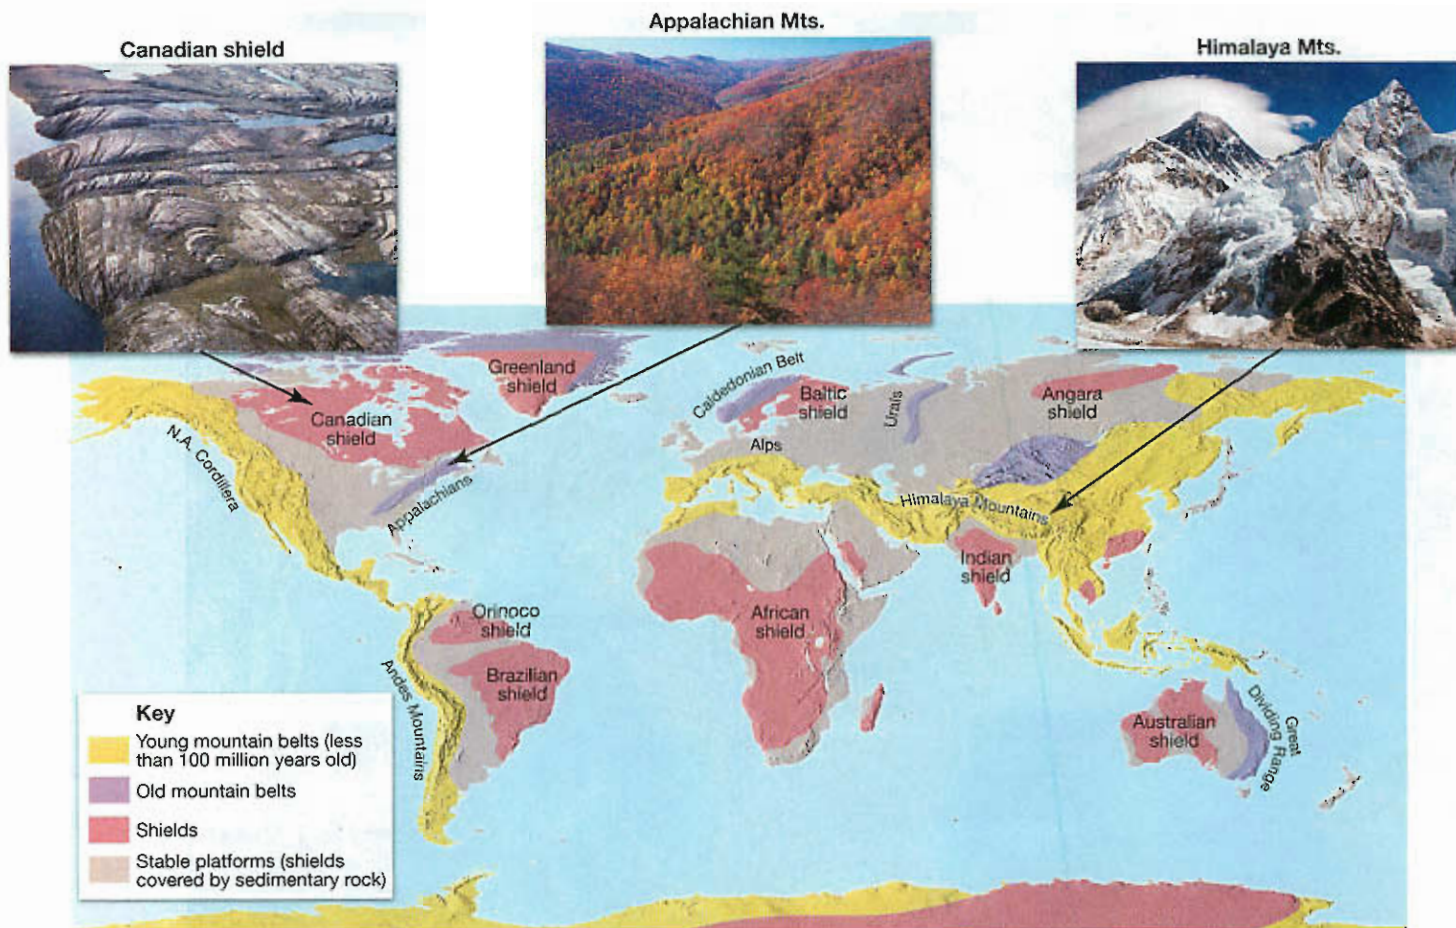 Canadian shield
Appalachian Mts.
Himalaya Mts.
Greenland
shield
Canadian
shield
N.A. Cordillera
Appalachians
Caldedonian Belt
Baltic
shield
Urals
Angara
shield
Alps
Himalaya Mountains
Indian
shield
African
shield
Orinoco
shield
Brazilian
shield
Andes Mountains
Australian
shield
Great
Dividing Range
Key
Young mountain belts (less
than 100 million years old)
Old mountain belts
Shields
Stable platforms (shields
covered by sedimentary rock)